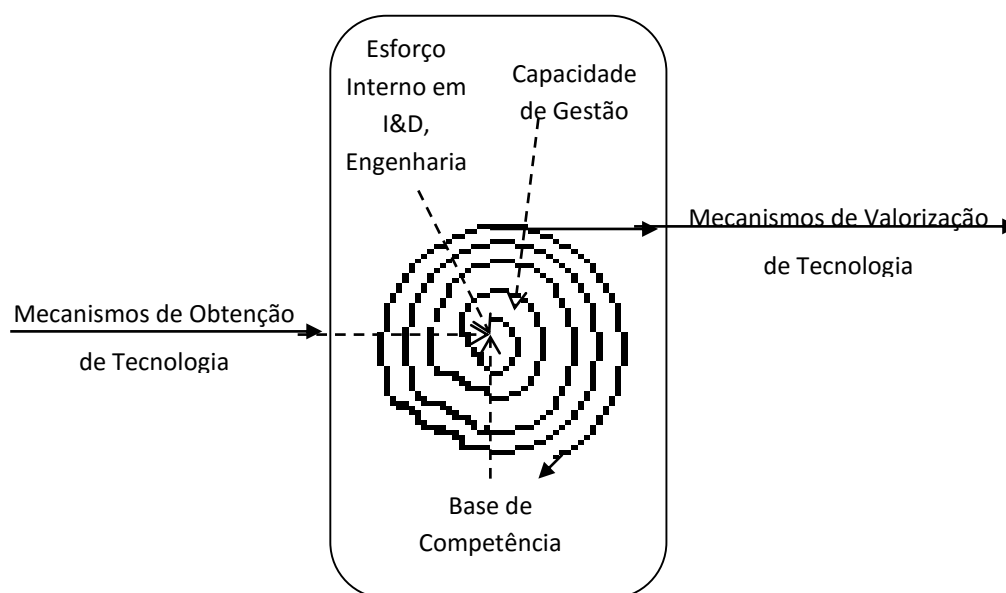 Esforço
Interno em
I&D,
Engenharia
Capacidade
de Gestão
Mecanismos de Valorização
de Tecnologia
Mecanismos de Obtenção
de Tecnologia
Base de
Competência